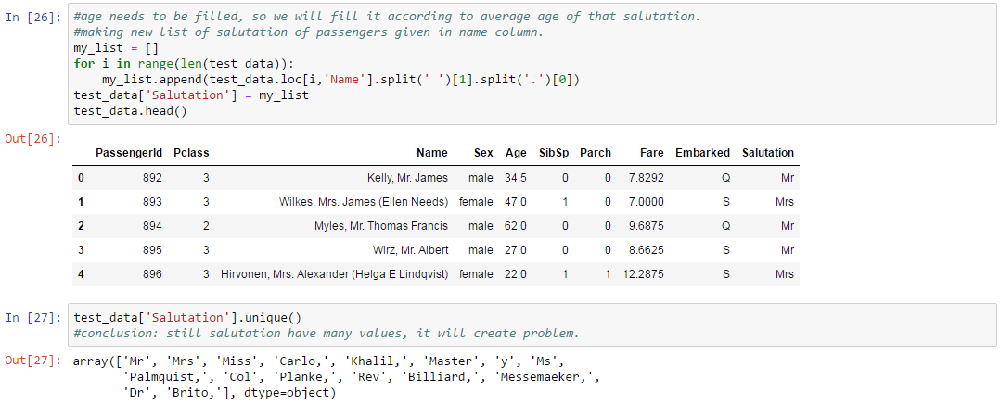 In [26]: #age needs to be filled, so we will fill it according to average age of that salutation.
#making new list of salutation of passengers given in name column.
my_list = []
for i in range(len(test_data)):
    my_list.append(test_data.loc[i,'Name'].split(' ')[1].split('.')[0])
test_data['Salutation'] = my_list
test_data.head()
Out[26]:
PassengerId Pclass Name Sex Age SibSp Parch Fare Embarked Salutation
0 892 3 Kelly, Mr. James male 34.5 0 0 7.8292 Q Mr
1 893 3 Wilkes, Mrs. James (Ellen Needs) female 47.0 1 0 7.0000 S Mrs
2 894 2 Myles, Mr. Thomas Francis male 62.0 0 0 9.6875 Q Mr
3 895 3 Wirz, Mr. Albert male 27.0 0 0 8.6625 S Mr
4 896 3 Hirvonen, Mrs. Alexander (Helga E Lindqvist) female 22.0 1 1 12.2875 S Mrs
In [27]: test_data['Salutation'].unique()
#conclusion: still salutation have many values, it will create problem.
Out[27]: array(['Mr', 'Mrs', 'Miss', 'Carlo,', 'Khalil,', 'Master', 'y', 'Ms',
'Palmquist,', 'Col', 'Planke,', 'Rev', 'Billiard,', 'Messemaeker,',
'Dr', 'Brito,'], dtype=object)